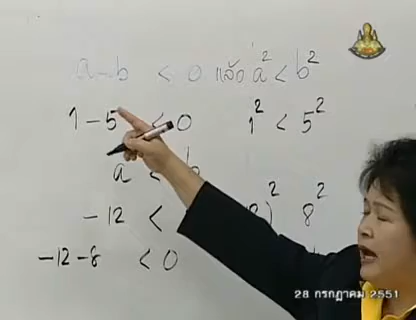 a - b < 0 แล้ว a² < b²
1 - 5 < 0 1² < 5²
a < b
-12 < 8²
-12 - 8 < 0
28 กรกฎาคม 2551